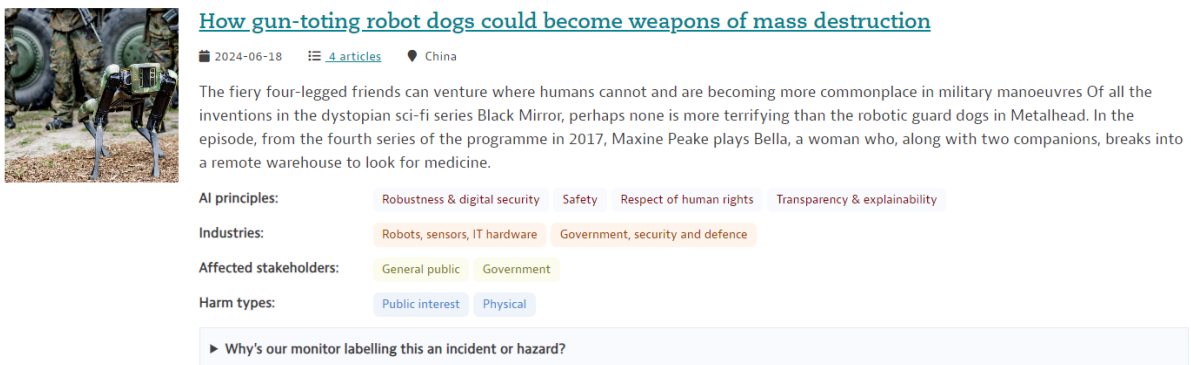 How gun-toting robot dogs could become weapons of mass destruction
2024-06-18 4 articles China
The fiery four-legged friends can venture where humans cannot and are becoming more commonplace in military manoeuvres Of all the
inventions in the dystopian sci-fi series Black Mirror, perhaps none is more terrifying than the robotic guard dogs in Metalhead. In the
episode, from the fourth series of the programme in 2017, Maxine Peake plays Bella, a woman who, along with two companions, breaks into
a remote warehouse to look for medicine.
AI principles: Robustness & digital security Safety Respect of human rights Transparency & explainability
Industries: Robots, sensors, IT hardware Government, security and defence
Affected stakeholders: General public Government
Harm types: Public interest Physical
▶ Why's our monitor labelling this an incident or hazard?